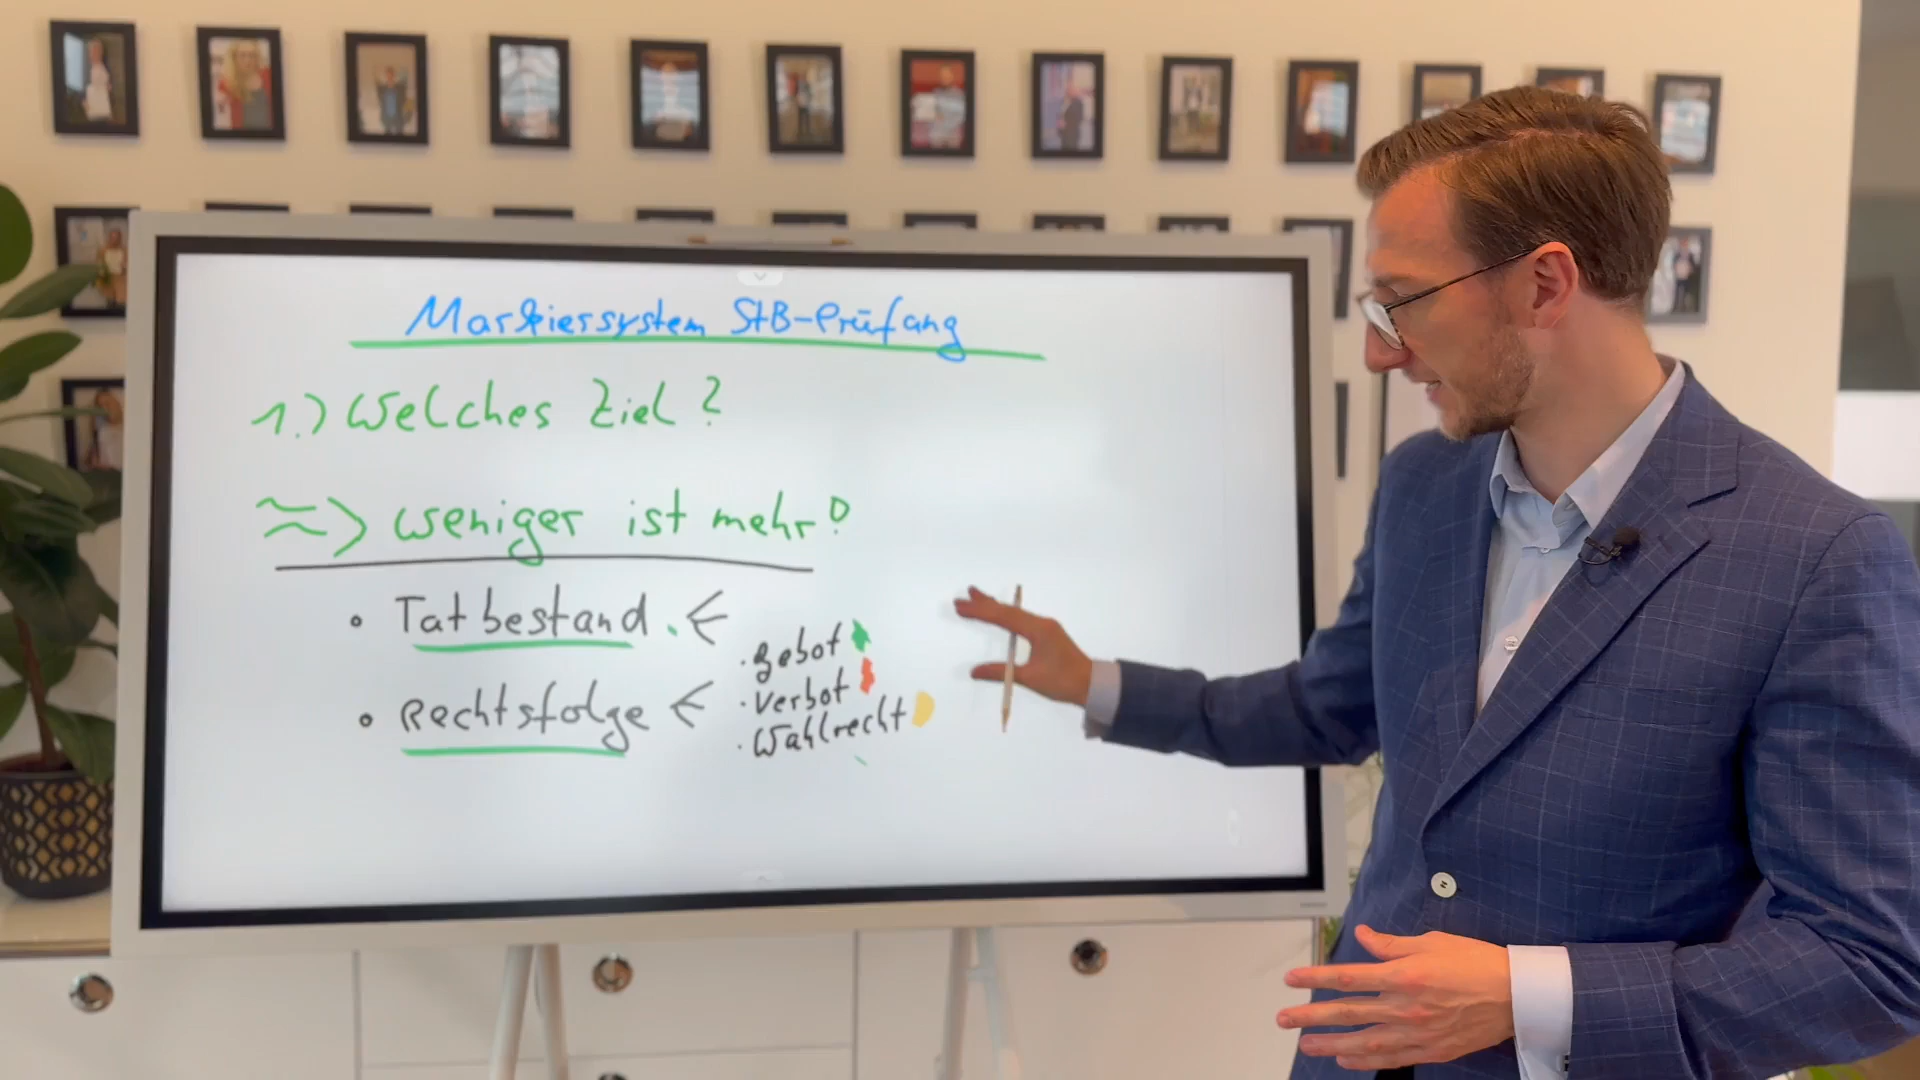 Markiersystem StB-Prüfung
1.) Welches Ziel?
=> weniger ist mehr!
• Tatbestand. <
• Rechtsfolge <
· Gebot
· Verbot
· Wahlrecht